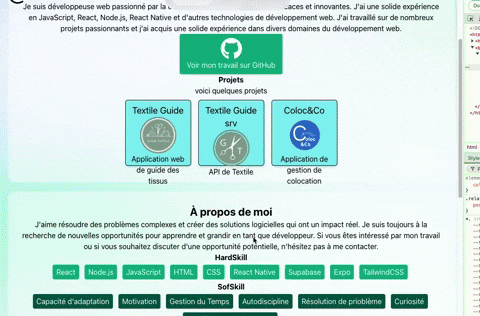 Je suis développeuse web passionné par la c aces et innovantes. J'ai une solide expérience
en JavaScript, React, Node.js, React Native et d'autres technologies de développement web. J'ai travaillé sur de nombreux
projets passionnants et j'ai acquis une solide expérience dans divers domaines du développement web.
Voir mon travail sur GitHub
Projets
voici quelques projets
Textile Guide
Application web
de guide des
tissus
Textile Guide
srv
GT
API de Textile
Coloc&Co
Coloc
&Co
Application de
gestion de
colocation
À propos de moi
J'aime résoudre des problèmes complexes et créer des solutions logicielles qui ont un impact réel. Je suis toujours à la
recherche de nouvelles opportunités pour apprendre et grandir en tant que développeur. Si vous êtes intéressé par mon travail
ou si vous souhaitez discuter d'une opportunité potentielle, n'hésitez pas à me contacter.
HardSkill
React Node.js JavaScript HTML CSS React Native Supabase Expo TailwindCSS
SofSkill
Capacité d'adaptation Motivation Gestion du Temps Autodiscipline Résolution de prioblème Curiosité
html
Style